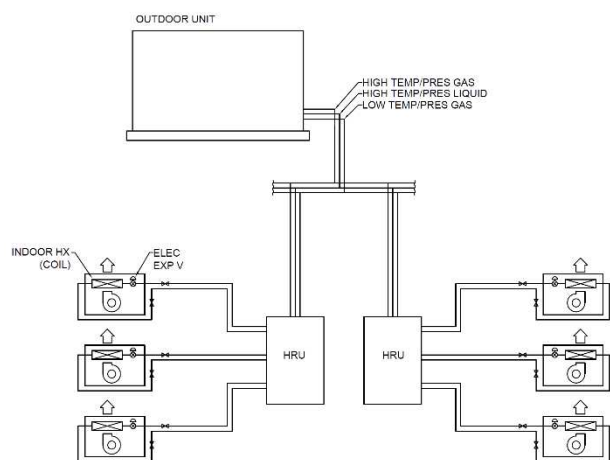 OUTDOOR UNIT
HIGH TEMP/PRES GAS
HIGH TEMP/PRES LIQUID
LOW TEMP/PRES GAS
INDOOR HX
(COIL)
ELEC
EXP V
HRU
HRU